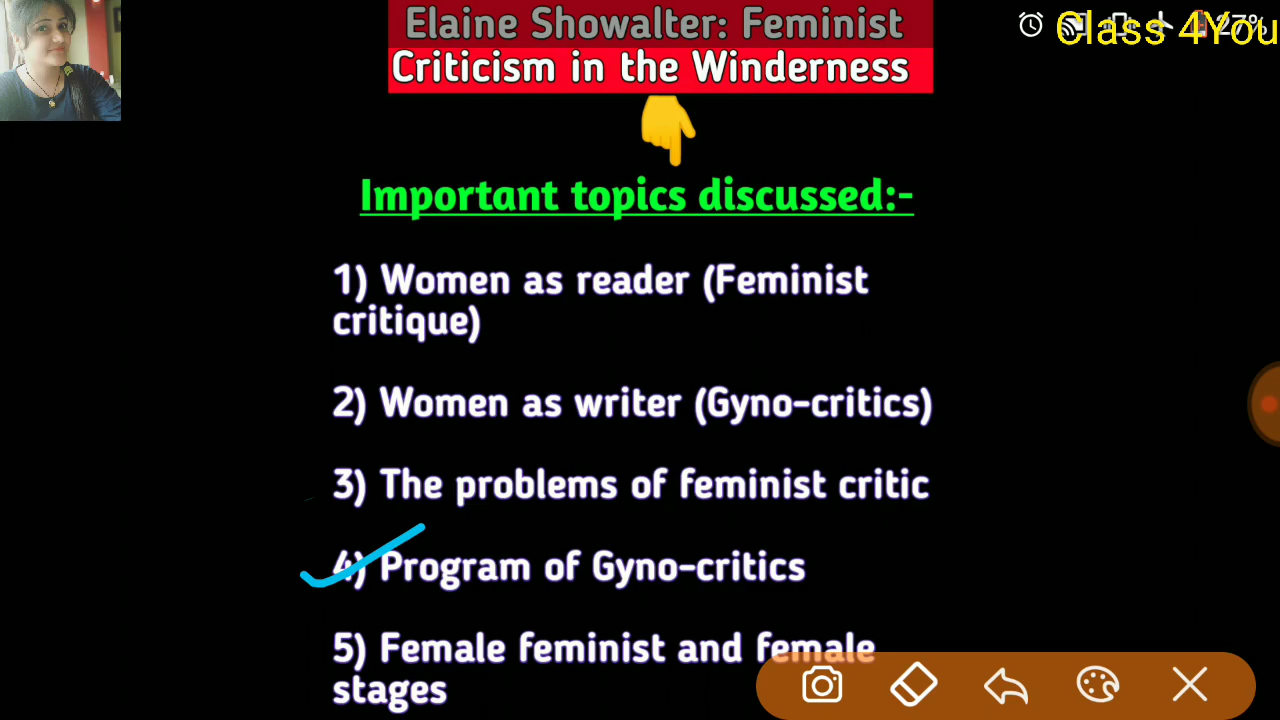 Elaine Showalter: Feminist
Criticism in the Winderness
27%
Class 4You
Important topics discussed:-
1) Women as reader (Feminist
critique)
2) Women as writer (Gyno-critics)
3) The problems of feminist critic
4) Program of Gyno-critics
5) Female feminist and female
stages